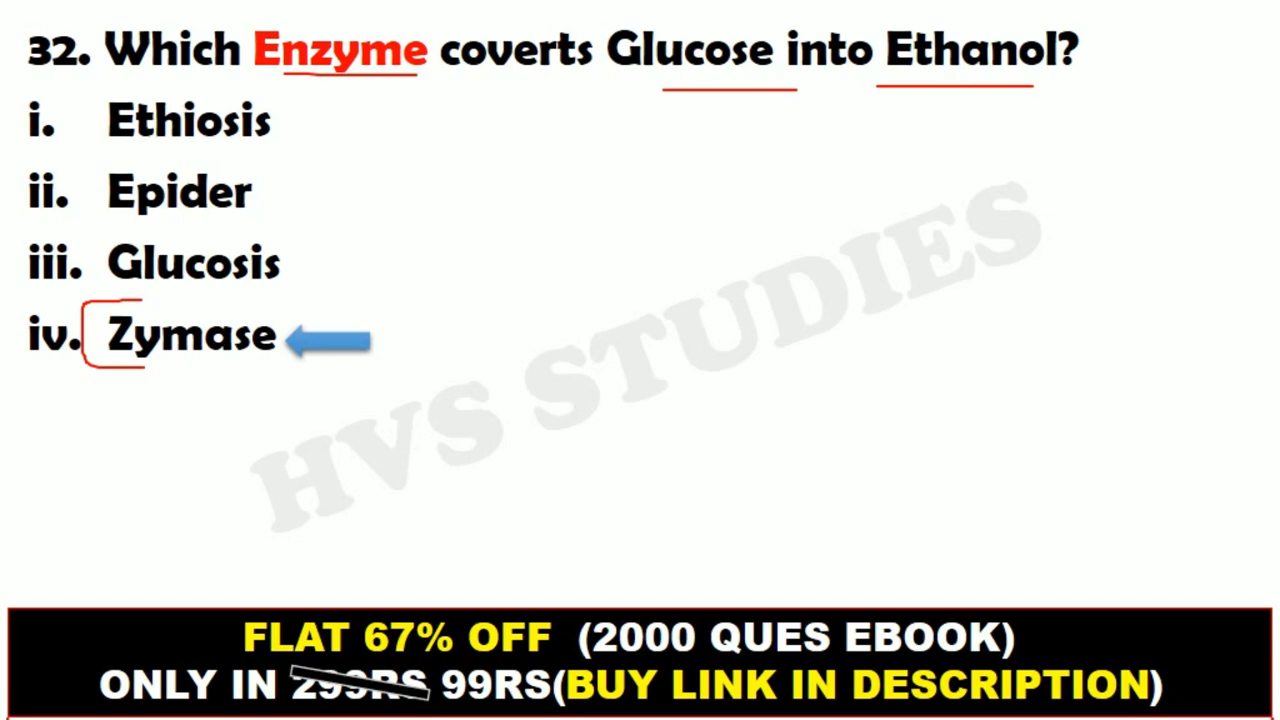 32. Which Enzyme coverts Glucose into Ethanol?
i. Ethiosis
ii. Epider
iii. Glucosis
iv. Zymase
HVS STUDIES
FLAT 67% OFF (2000 QUES EBOOK)
ONLY IN 299RS 99RS(BUY LINK IN DESCRIPTION)